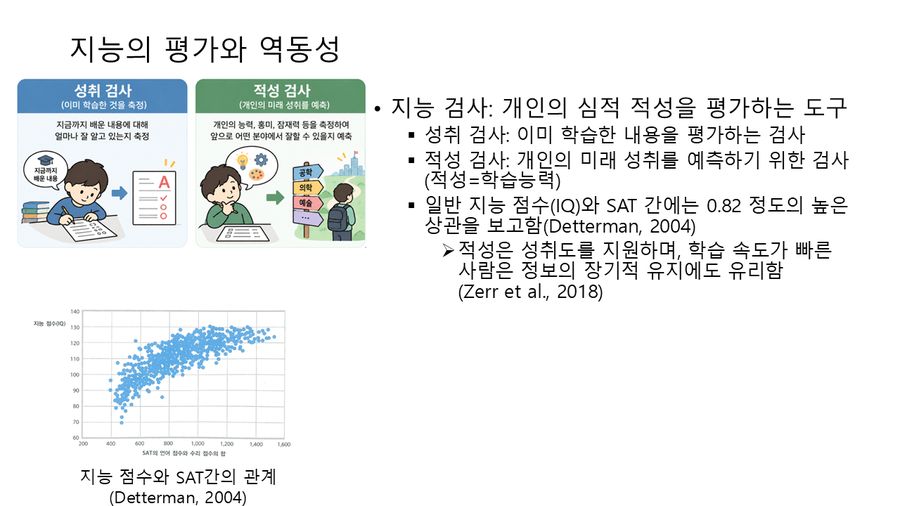 지능의 평가와 역동성
성취 검사
(이미 학습한 것을 측정)
지금까지 배운 내용에 대해
얼마나 잘 알고 있는지 측정
지금까지
배운 내용
A
적성 검사
(개인의 미래 성취를 예측)
개인의 능력, 흥미, 잠재력 등을 측정하여
앞으로 어떤 분야에서 잘할 수 있을지 예측
공학
의학
예술
...
• 지능 검사: 개인의 심적 적성을 평가하는 도구
▪ 성취 검사: 이미 학습한 내용을 평가하는 검사
▪ 적성 검사: 개인의 미래 성취를 예측하기 위한 검사
(적성=학습능력)
▪ 일반 지능 점수(IQ)와 SAT 간에는 0.82 정도의 높은
상관을 보고함(Detterman, 2004)
➢ 적성은 성취도를 지원하며, 학습 속도가 빠른
사람은 정보의 장기적 유지에도 유리함
(Zerr et al., 2018)
지능 점수(IQ)
140
130
120
110
100
90
80
70
60
200 400 600 800 1,000 1,200 1,400 1,600
SAT의 언어 점수와 수리 점수의 합
지능 점수와 SAT간의 관계
(Detterman, 2004)